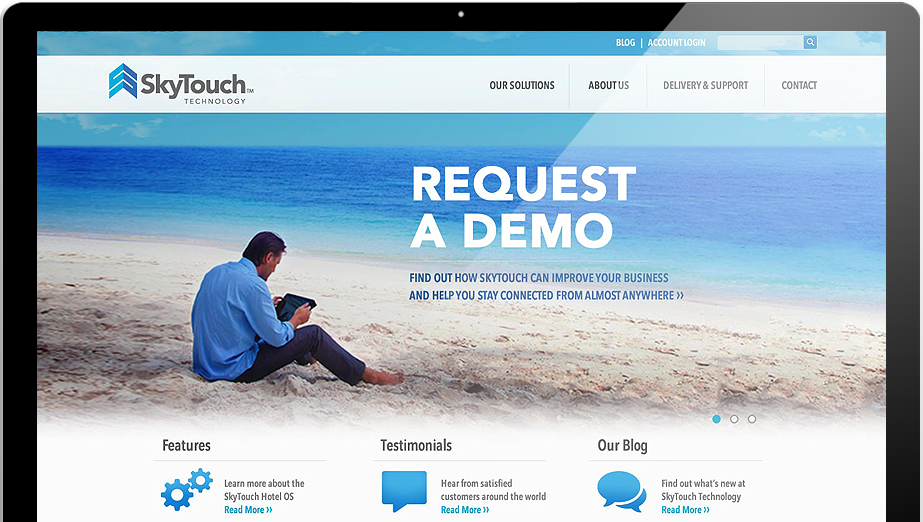 BLOG | ACCOUNT LOGIN
SkyTouch™
TECHNOLOGY
OUR SOLUTIONS
ABOUT US
DELIVERY & SUPPORT
CONTACT
REQUEST
A DEMO
FIND OUT HOW SKYTOUCH CAN IMPROVE YOUR BUSINESS
AND HELP YOU STAY CONNECTED FROM ALMOST ANYWHERE ››
Features
Learn more about the
SkyTouch Hotel OS
Read More ››
Testimonials
Hear from satisfied
customers around the world
Read More ››
Our Blog
Find out what's new at
SkyTouch Technology
Read More ››